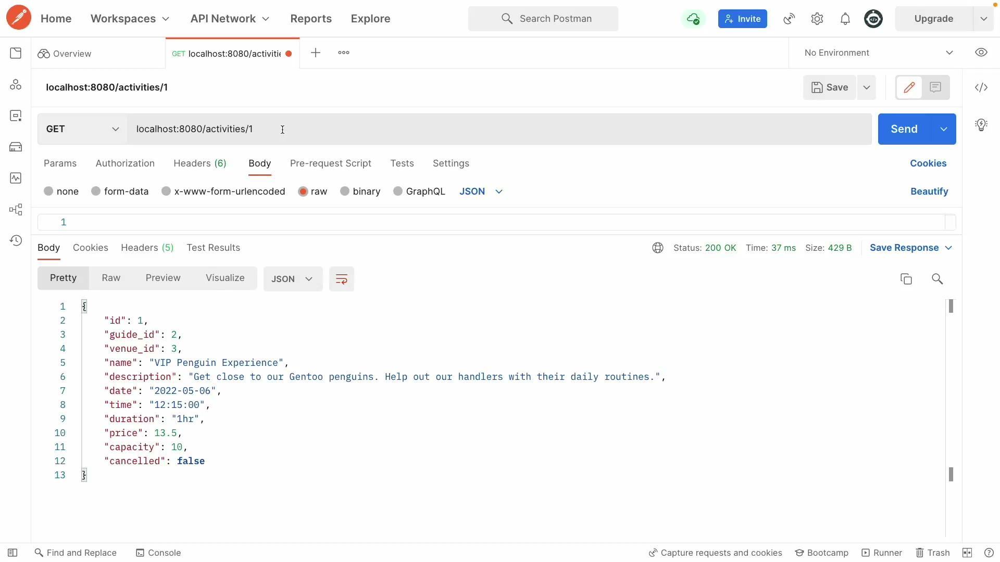 Home Workspaces API Network Reports Explore Search Postman Invite Upgrade
Overview GET localhost:8080/activitie No Environment
localhost:8080/activities/1 Save
GET localhost:8080/activities/1 Send
Params Authorization Headers (6) Body Pre-request Script Tests Settings Cookies
none form-data x-www-form-urlencoded raw binary GraphQL JSON Beautify
1
Body Cookies Headers (5) Test Results Status: 200 OK Time: 37 ms Size: 429 B Save Response
Pretty Raw Preview Visualize JSON
1 {
2 "id": 1,
3 "guide_id": 2,
4 "venue_id": 3,
5 "name": "VIP Penguin Experience",
6 "description": "Get close to our Gentoo penguins. Help out our handlers with their daily routines.",
7 "date": "2022-05-06",
8 "time": "12:15:00",
9 "duration": "1hr",
10 "price": 13.5,
11 "capacity": 10,
12 "cancelled": false
13 }
Find and Replace Console Capture requests and cookies Bootcamp Runner Trash